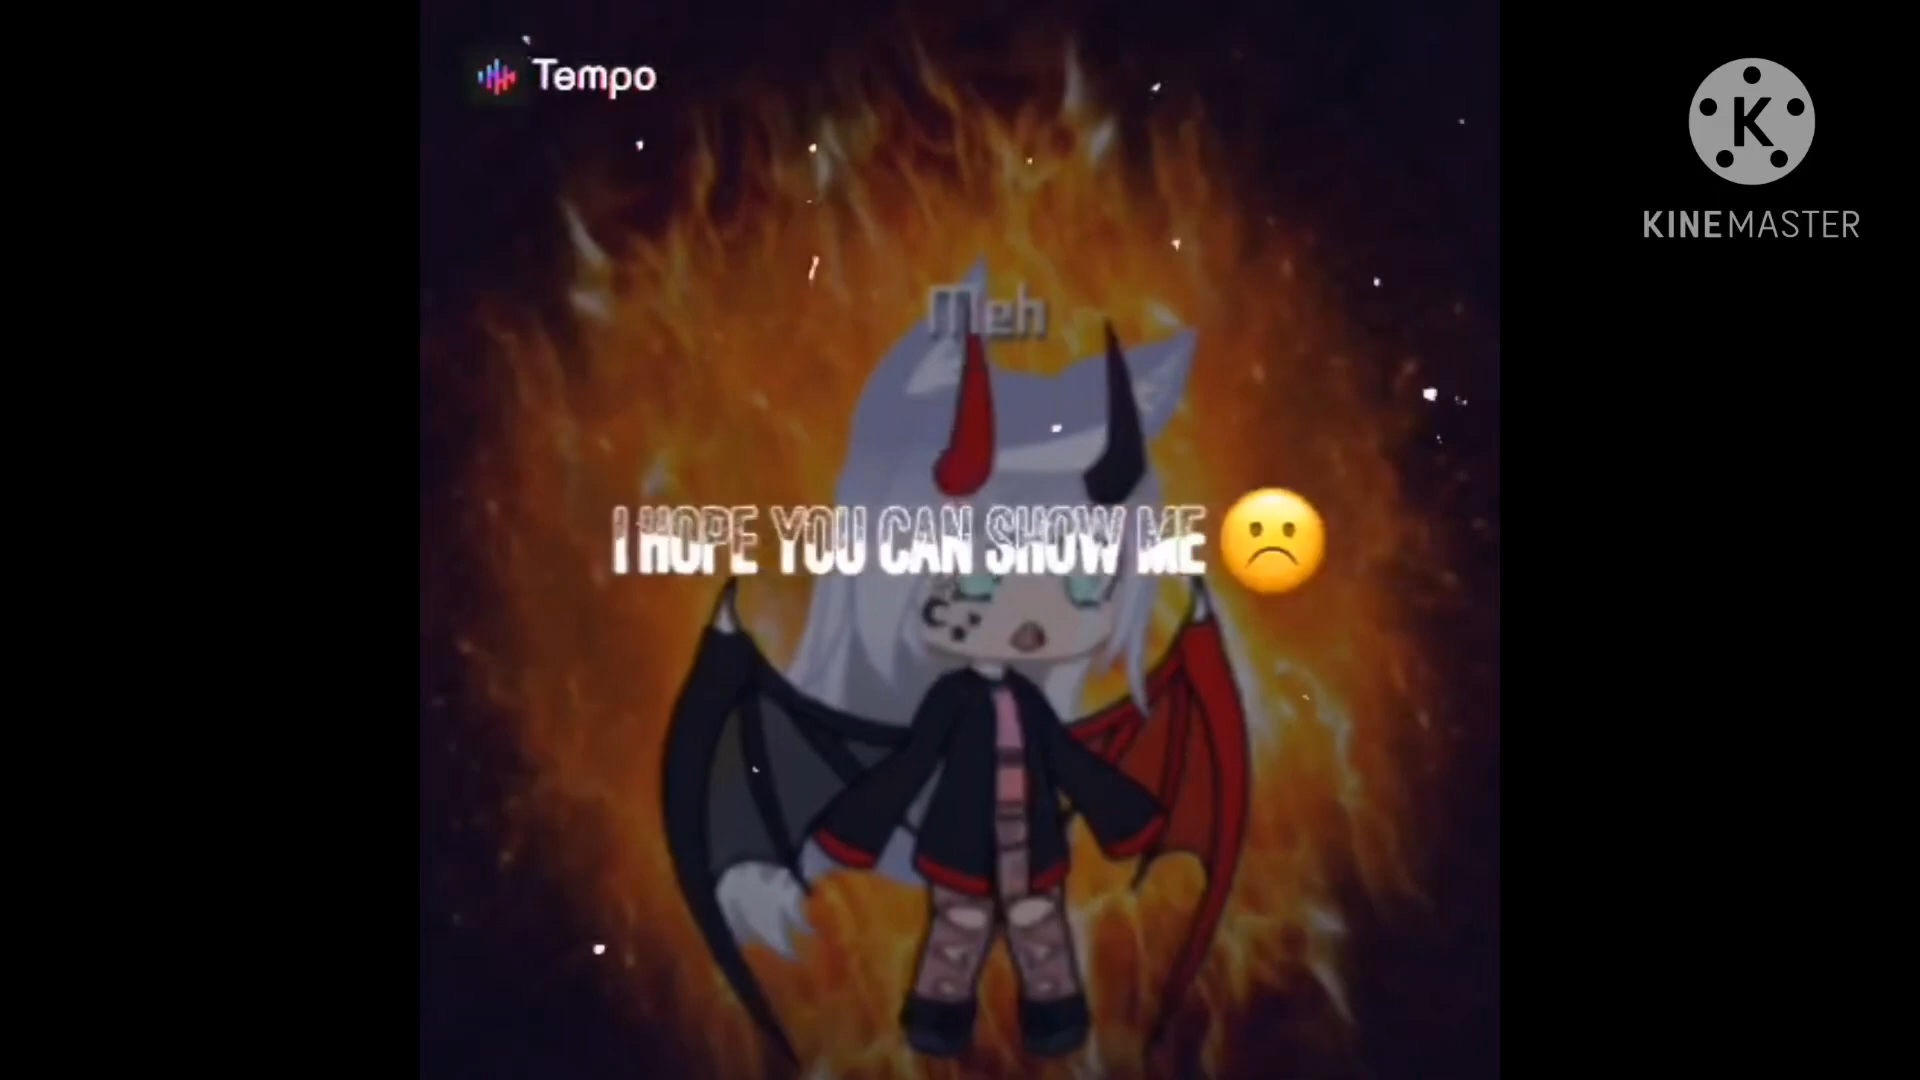 Tempo
K
KINEMASTER
Meh
I HOPE YOU CAN SHOW ME ☹️